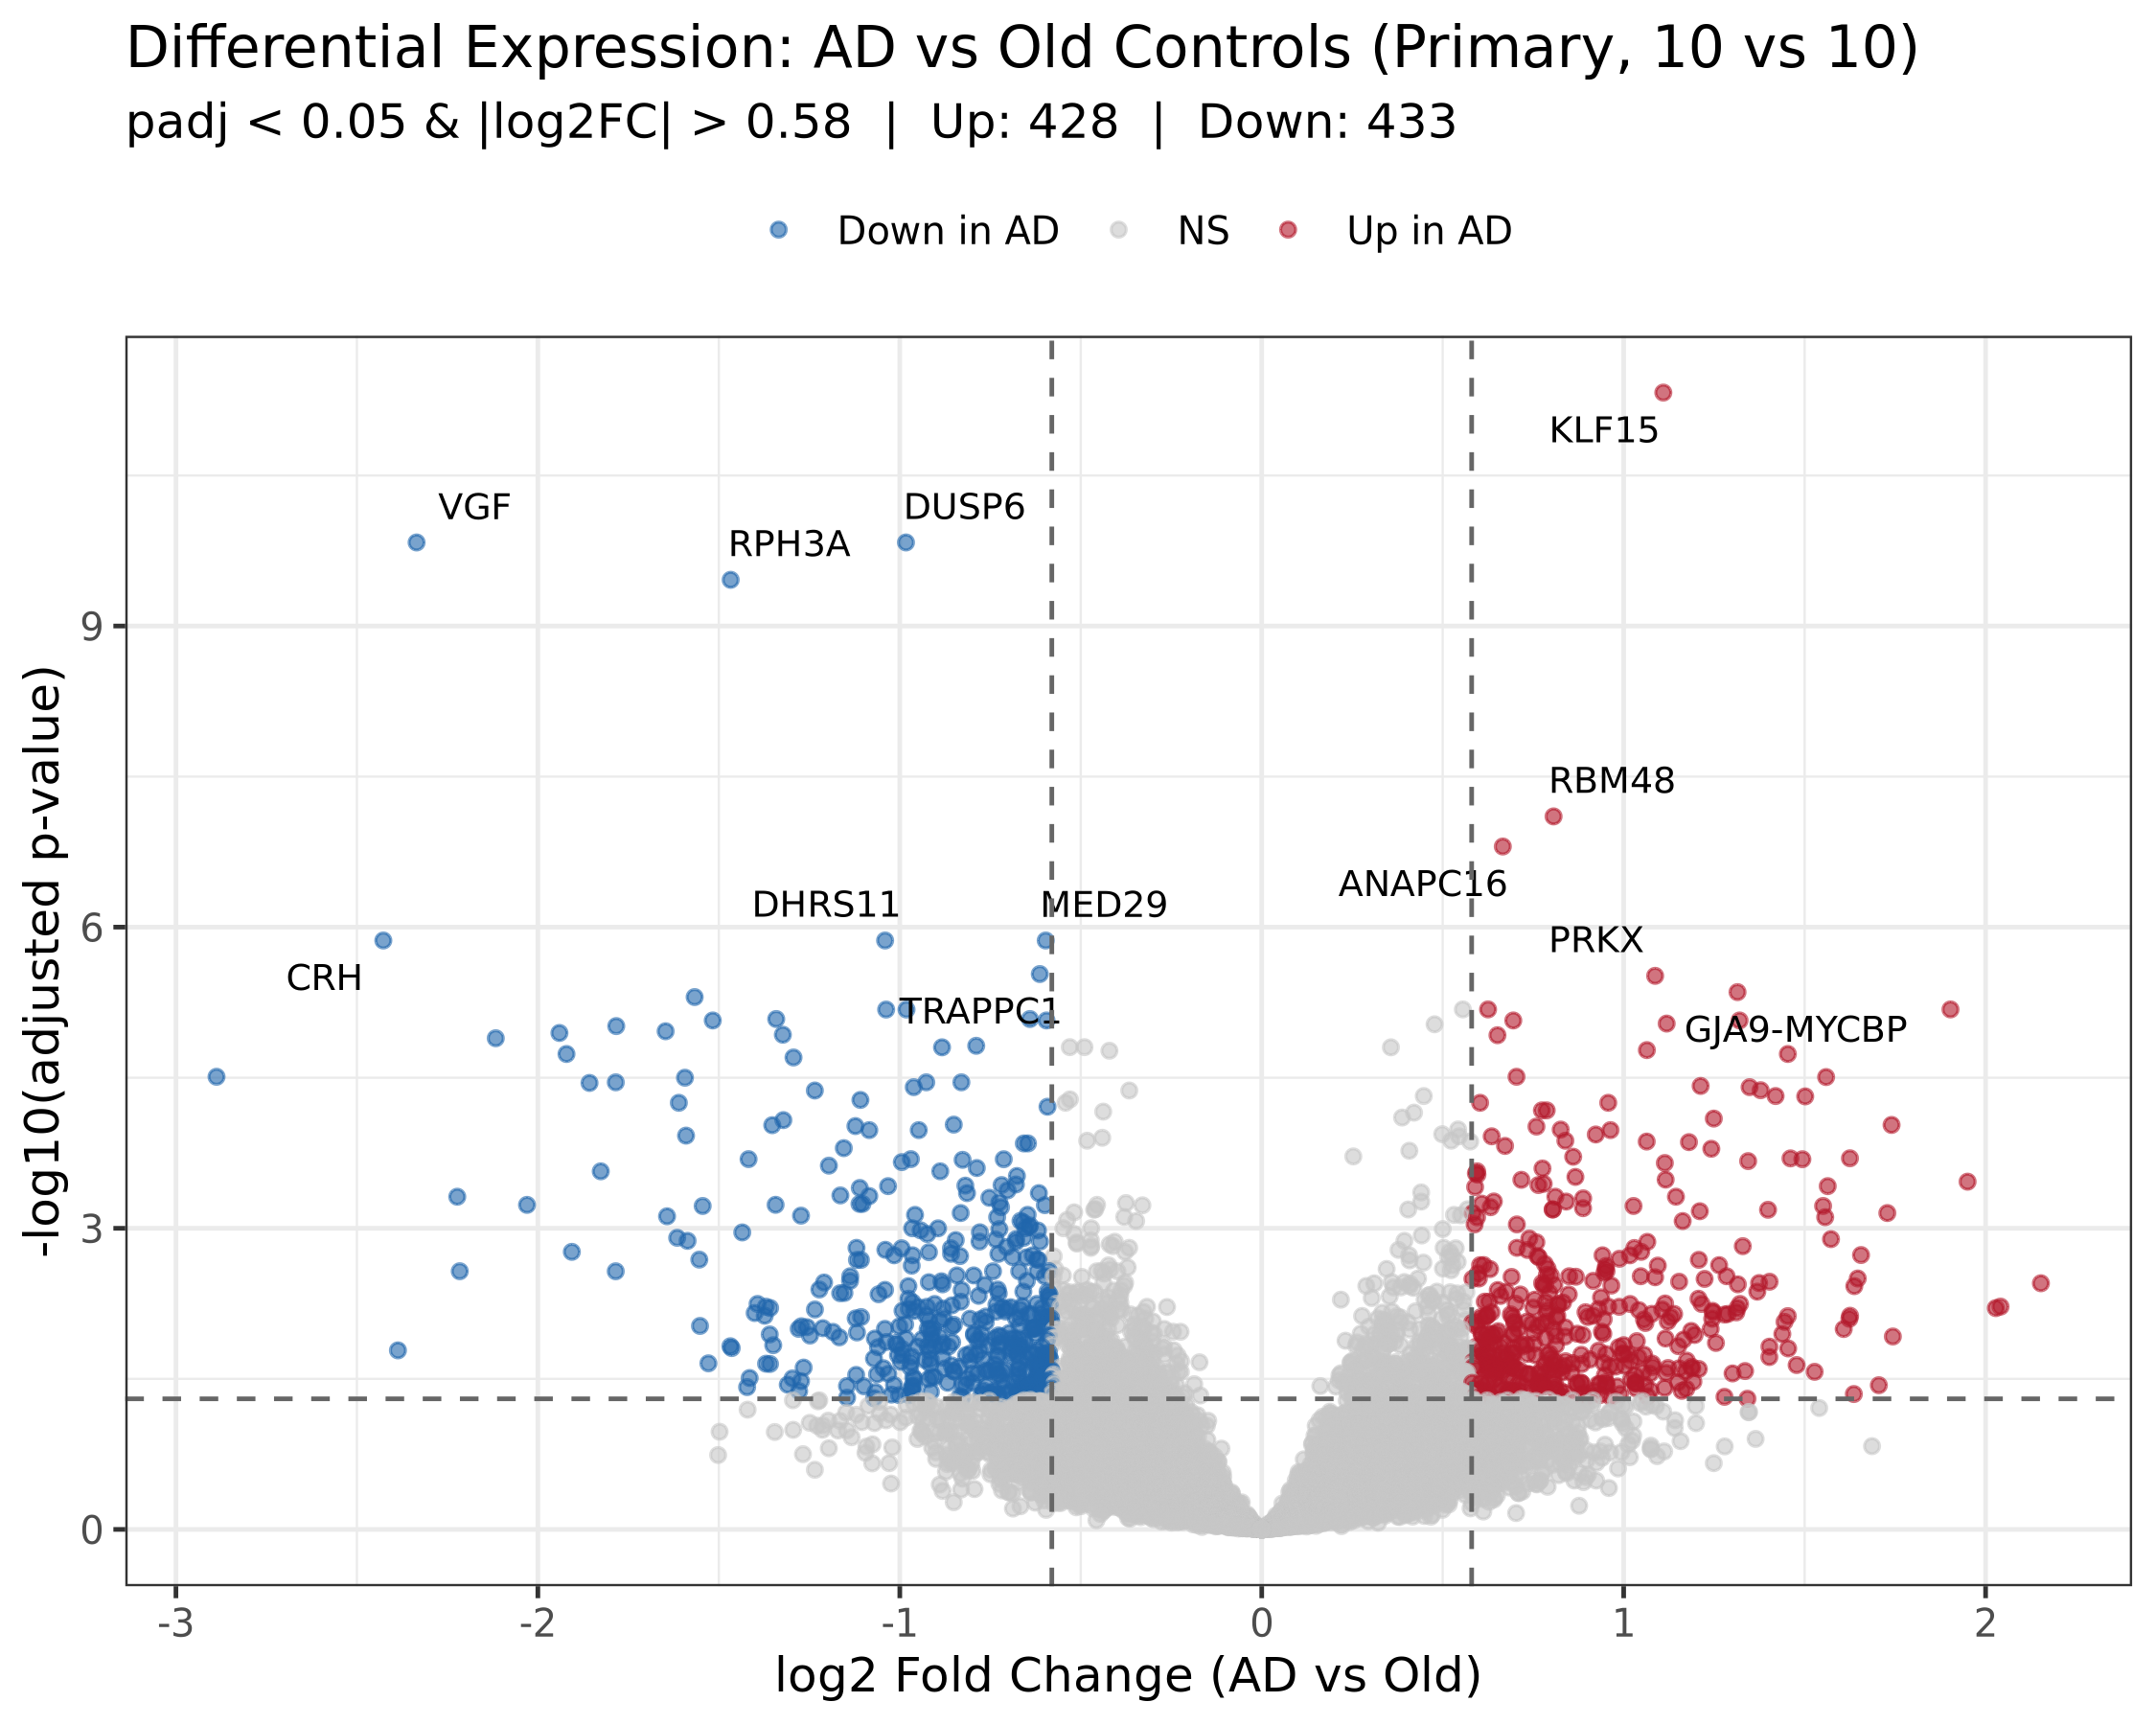 Differential Expression: AD vs Old Controls (Primary, 10 vs 10)
padj < 0.05 & |log2FC| > 0.58 | Up: 428 | Down: 433
Down in AD NS Up in AD
KLF15
VGF
DUSP6
RPH3A
9
RBM48
ANAPC16
DHRS11
MED29
6
PRKX
CRH
TRAPPC1
GJA9-MYCBP
3
0
-log10(adjusted p-value)
-3 -2 -1 0 1 2
log2 Fold Change (AD vs Old)